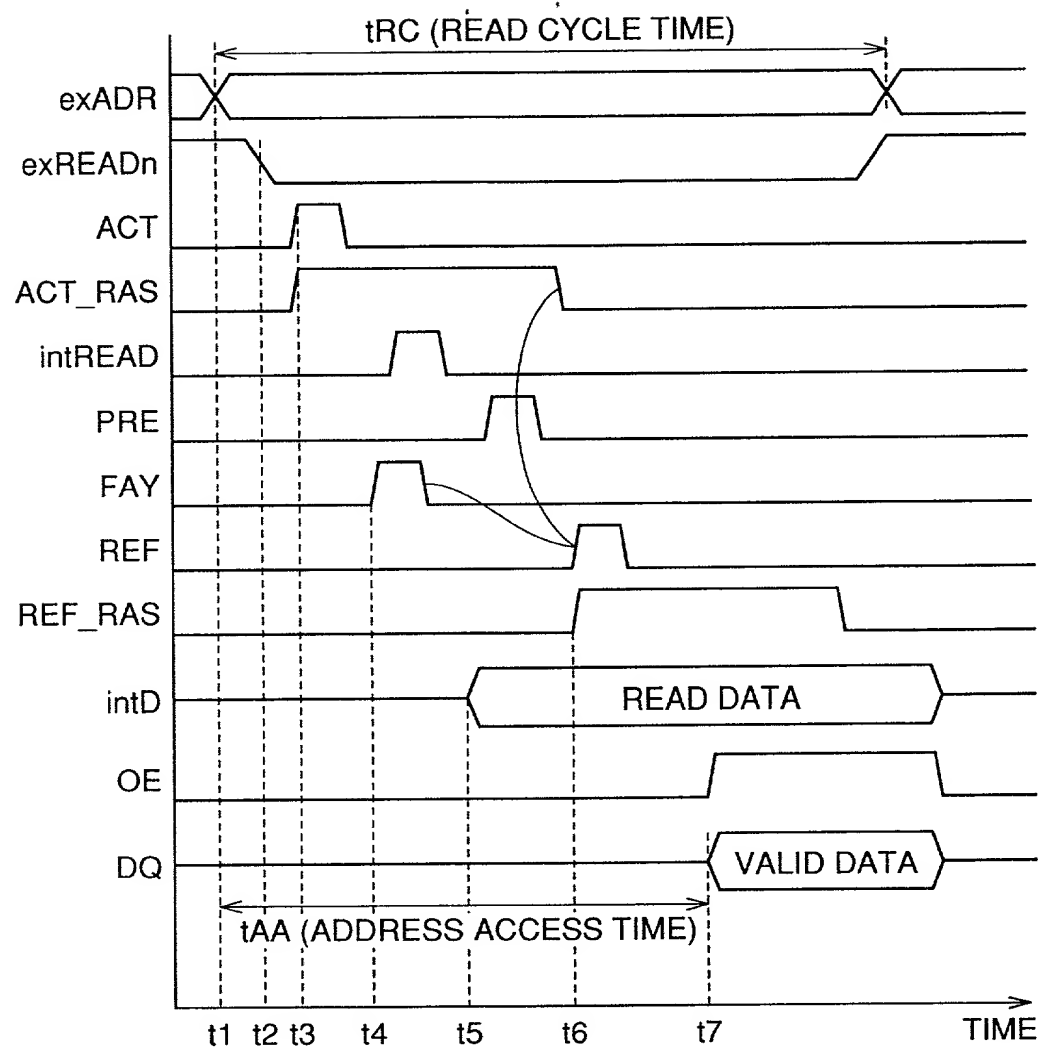 tRC (READ CYCLE TIME)
exADR
exREADn
ACT
ACT_RAS
intREAD
PRE
FAY
REF
REF_RAS
intD
READ DATA
OE
DQ
VALID DATA
tAA (ADDRESS ACCESS TIME)
t1 t2 t3 t4 t5 t6 t7 TIME